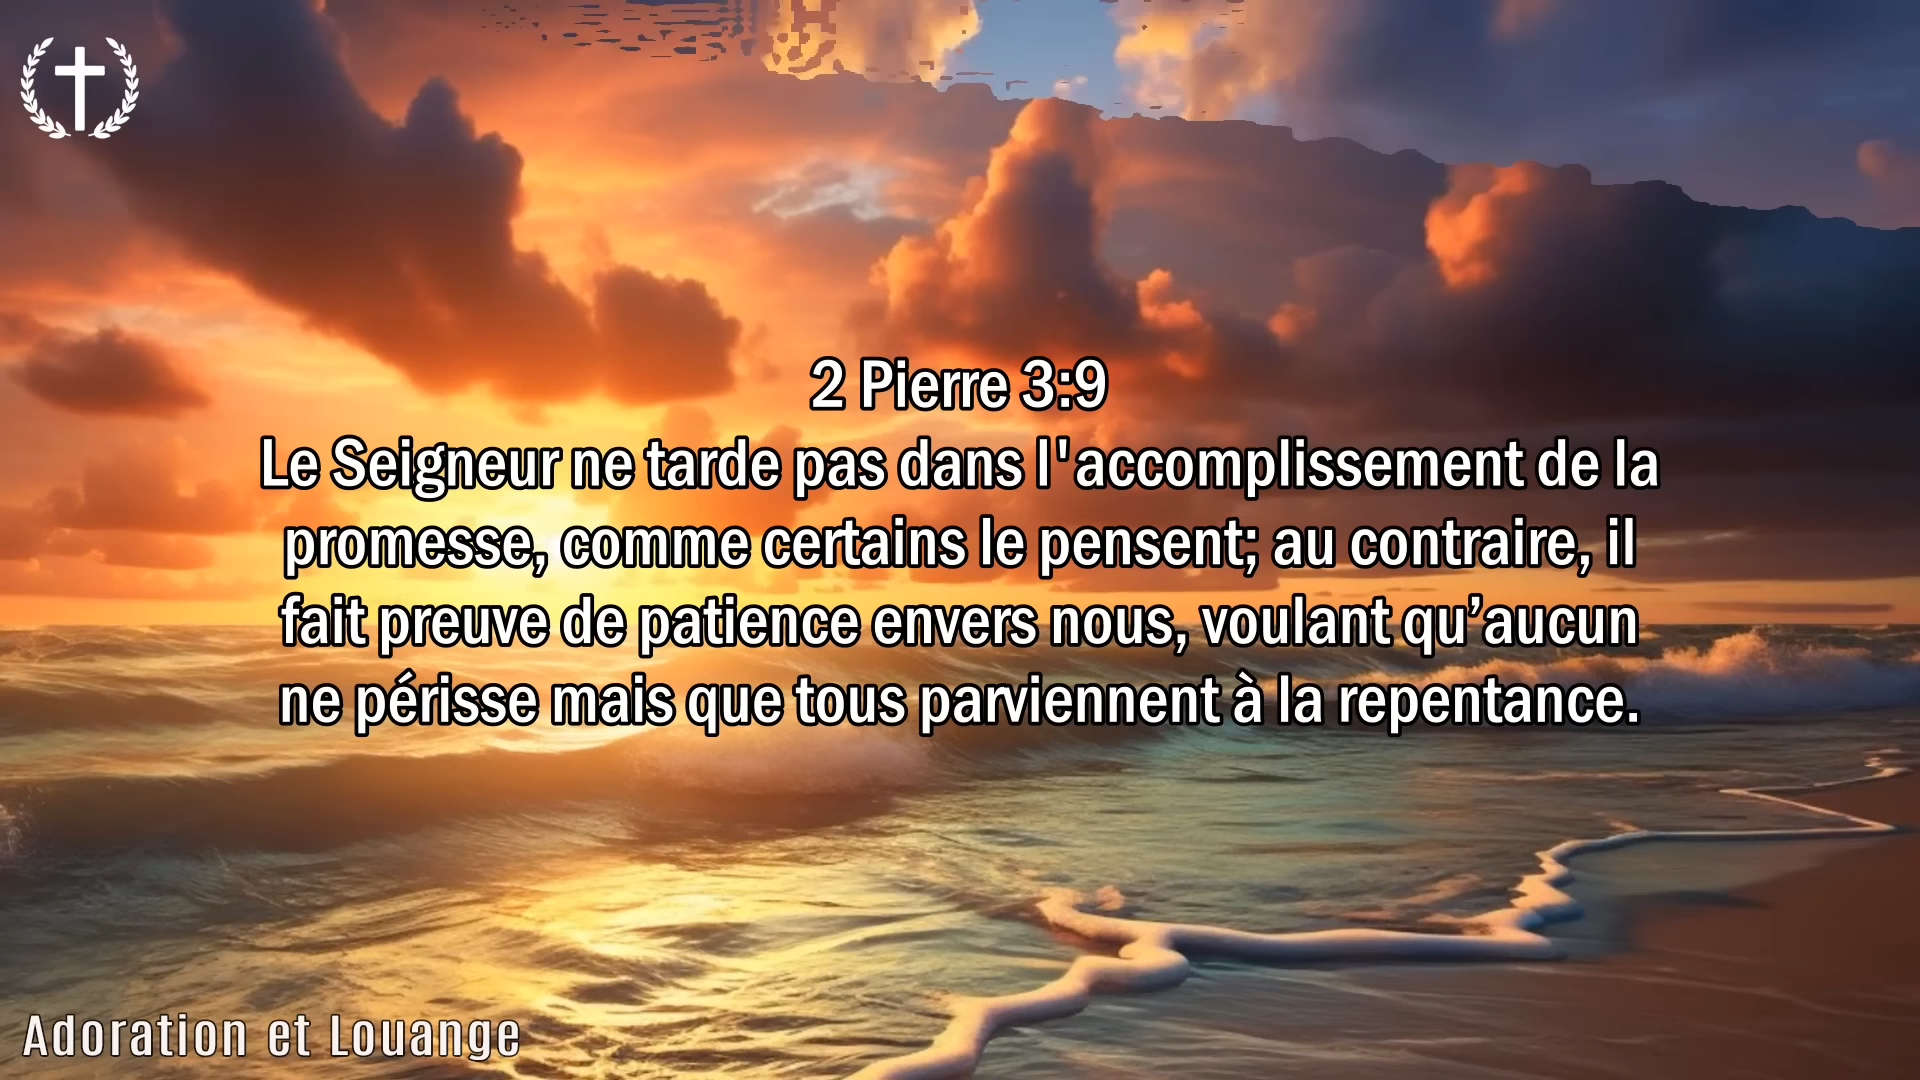 2 Pierre 3:9
Le Seigneur ne tarde pas dans l'accomplissement de la
promesse, comme certains le pensent; au contraire, il
fait preuve de patience envers nous, voulant qu’aucun
ne périsse mais que tous parviennent à la repentance.
Adoration et Louange